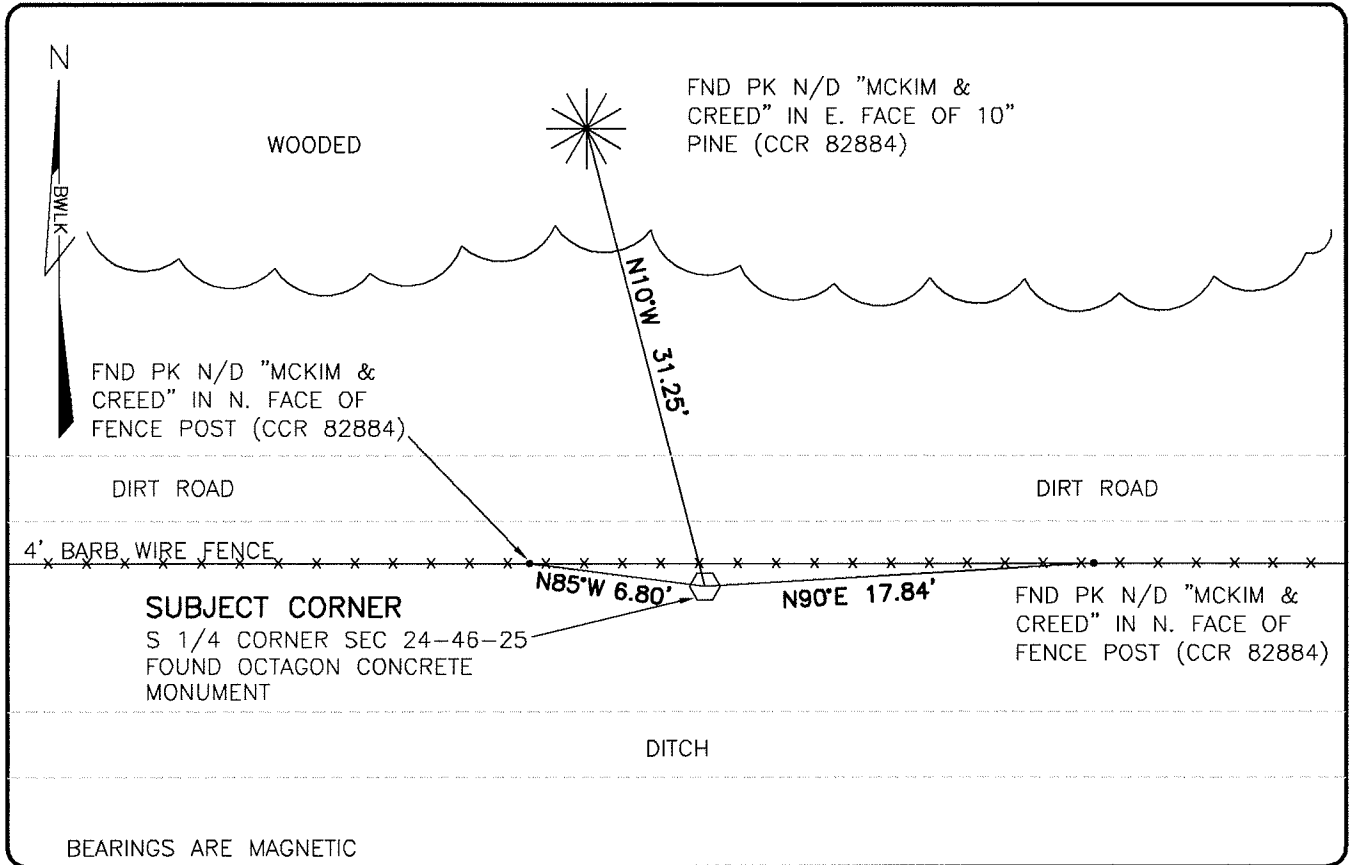 N
BWLK
WOODED
FND PK N/D "MCKIM &
CREED" IN E. FACE OF 10"
PINE (CCR 82884)
N10°W 31.25'
FND PK N/D "MCKIM &
CREED" IN N. FACE OF
FENCE POST (CCR 82884)
DIRT ROAD
DIRT ROAD
4' BARB WIRE FENCE
N85°W 6.80'
N90°E 17.84'
SUBJECT CORNER
S 1/4 CORNER SEC 24-46-25
FOUND OCTAGON CONCRETE
MONUMENT
FND PK N/D "MCKIM &
CREED" IN N. FACE OF
FENCE POST (CCR 82884)
DITCH
BEARINGS ARE MAGNETIC